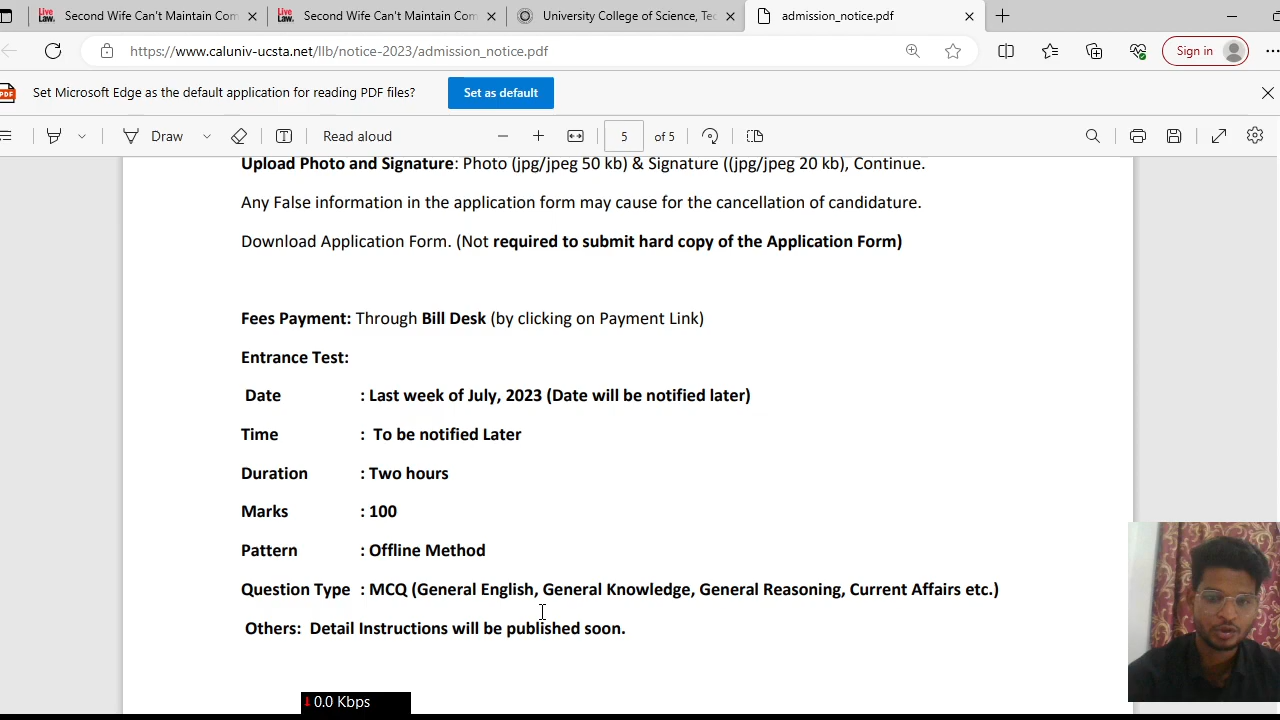 Live Law. Second Wife Can't Maintain Com
Live Law. Second Wife Can't Maintain Com
University College of Science, Tec
admission_notice.pdf
https://www.caluniv-ucsta.net/llb/notice-2023/admission_notice.pdf
Sign in
PDF Set Microsoft Edge as the default application for reading PDF files? Set as default
Draw Read aloud 5 of 5
Upload Photo and Signature: Photo (jpg/jpeg 50 kb) & Signature ((jpg/jpeg 20 kb), Continue.
Any False information in the application form may cause for the cancellation of candidature.
Download Application Form. (Not required to submit hard copy of the Application Form)
Fees Payment: Through Bill Desk (by clicking on Payment Link)
Entrance Test:
Date : Last week of July, 2023 (Date will be notified later)
Time : To be notified Later
Duration : Two hours
Marks : 100
Pattern : Offline Method
Question Type : MCQ (General English, General Knowledge, General Reasoning, Current Affairs etc.)
Others: Detail Instructions will be published soon.
0.0 Kbps